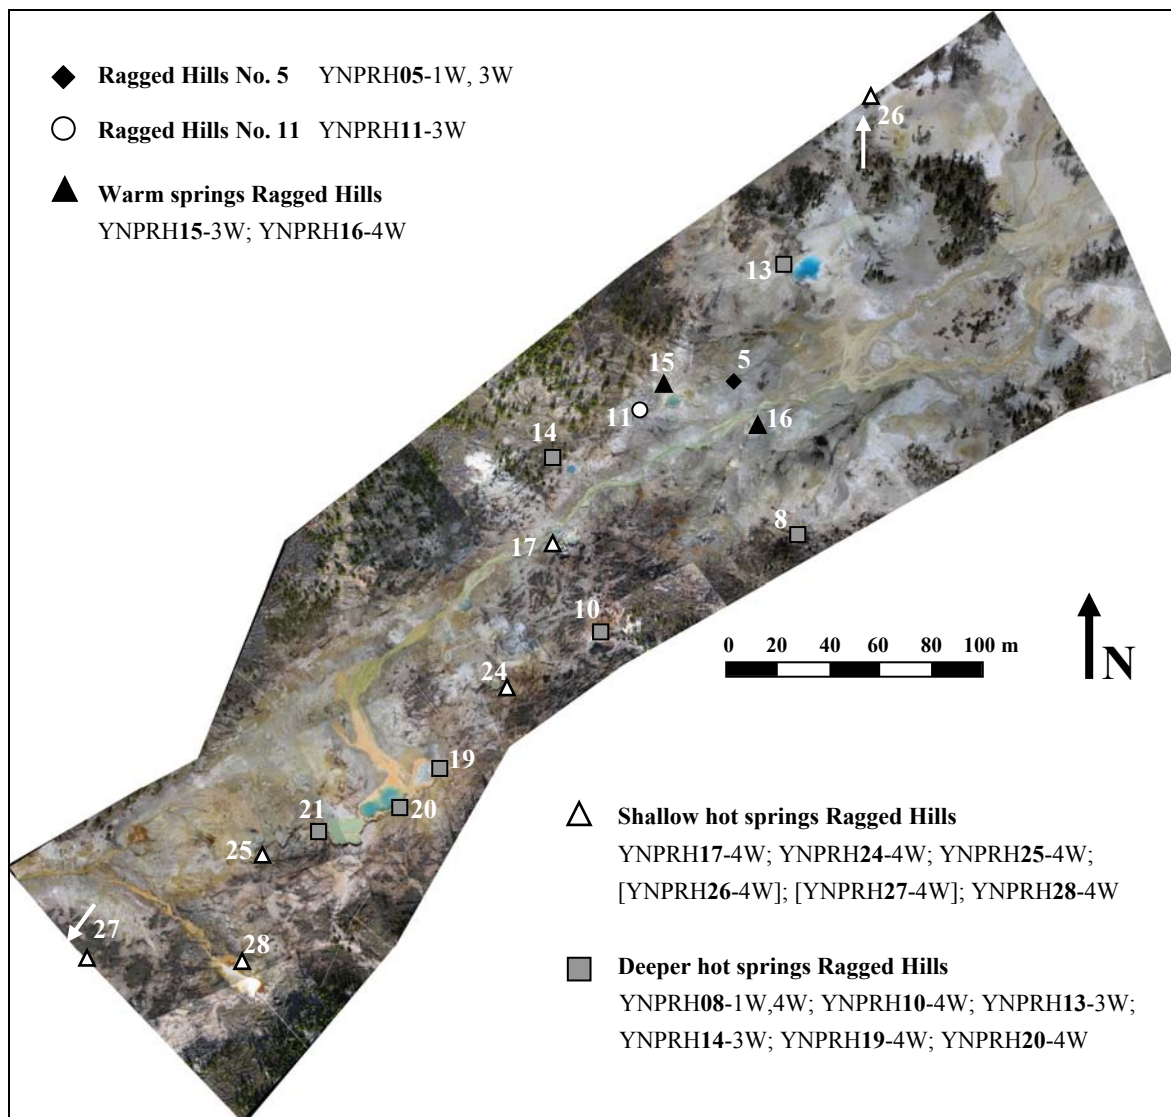 Ragged Hills No. 5 YNPRH05-1W, 3W
Ragged Hills No. 11 YNPRH11-3W
Warm springs Ragged Hills
YNPRH15-3W; YNPRH16-4W
26
13
15
5
11
16
14
8
17
10
0 20 40 60 80 100 m
N
24
19
20
21
25
27
28
Shallow hot springs Ragged Hills
YNPRH17-4W; YNPRH24-4W; YNPRH25-4W;
[YNPRH26-4W]; [YNPRH27-4W]; YNPRH28-4W
Deeper hot springs Ragged Hills
YNPRH08-1W,4W; YNPRH10-4W; YNPRH13-3W;
YNPRH14-3W; YNPRH19-4W; YNPRH20-4W